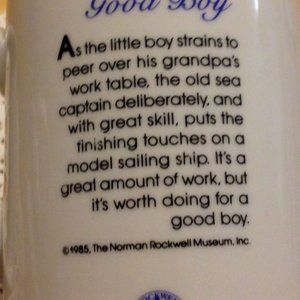 Good Boy
As the little boy strains to
peer over his grandpa's
work table, the old sea
captain deliberately, and
with great skill, puts the
finishing touches on a
model sailing ship. It's a
great amount of work, but
it's worth doing for a
good boy.
©1985, The Norman Rockwell Museum, Inc.